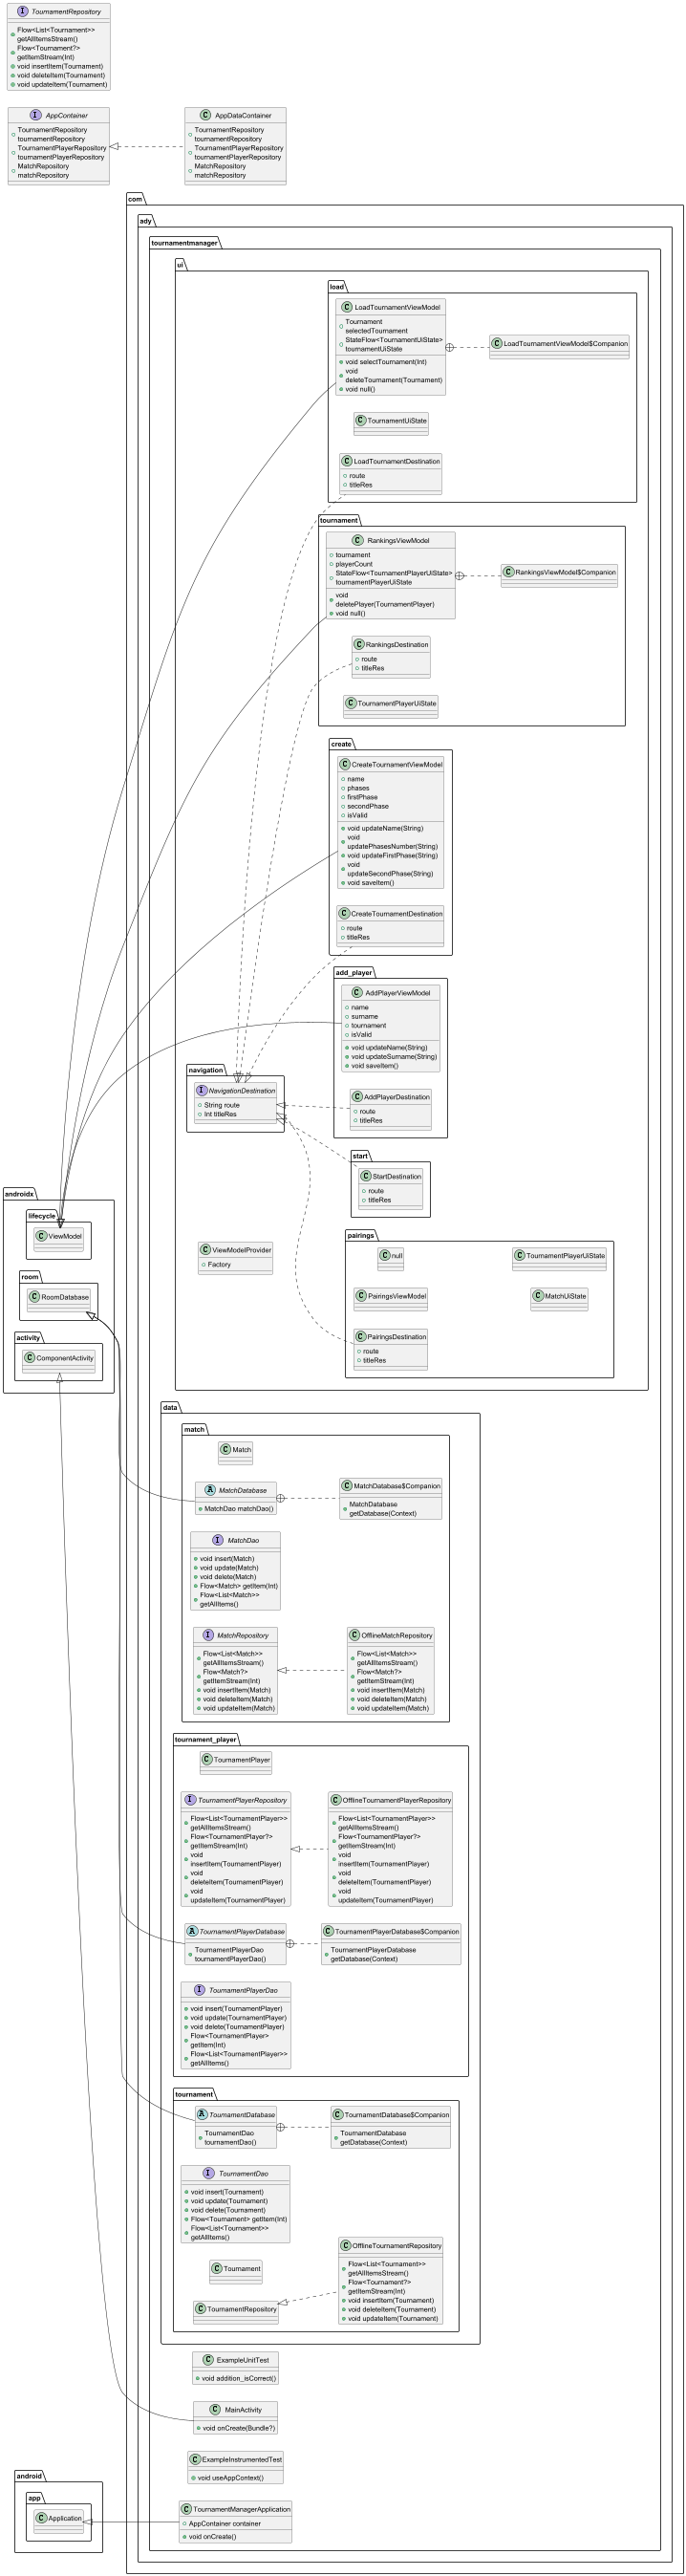 I TournamentRepository
Flow<List<Tournament>>
getAllItemsStream()
Flow<Tournament?>
getItemStream(Int)
void insertItem(Tournament)
void deleteItem(Tournament)
void updateItem(Tournament)
I AppContainer
TournamentRepository
tournamentRepository
TournamentPlayerRepository
tournamentPlayerRepository
MatchRepository
matchRepository
C AppDataContainer
TournamentRepository
tournamentRepository
TournamentPlayerRepository
tournamentPlayerRepository
MatchRepository
matchRepository
com
ady
tournamentmanager
ui
load
C LoadTournamentViewModel
Tournament
selectedTournament
StateFlow<TournamentUiState>
tournamentUiState
void selectTournament(Int)
void
deleteTournament(Tournament)
void null()
C LoadTournamentViewModel$Companion
C TournamentUiState
C LoadTournamentDestination
route
titleRes
tournament
C RankingsViewModel
tournament
playerCount
StateFlow<TournamentPlayerUiState>
tournamentPlayerUiState
void
deletePlayer(TournamentPlayer)
void null()
C RankingsViewModel$Companion
C RankingsDestination
route
titleRes
C TournamentPlayerUiState
create
C CreateTournamentViewModel
name
phases
firstPhase
secondPhase
isValid
void updateName(String)
void
updatePhasesNumber(String)
void updateFirstPhase(String)
void
updateSecondPhase(String)
void saveItem()
C CreateTournamentDestination
route
titleRes
add_player
C AddPlayerViewModel
name
surname
tournament
isValid
void updateName(String)
void updateSurname(String)
void saveItem()
C AddPlayerDestination
route
titleRes
navigation
I NavigationDestination
String route
Int titleRes
start
C StartDestination
route
titleRes
androidx
lifecycle
C ViewModel
room
C RoomDatabase
activity
C ComponentActivity
C ViewModelProvider
Factory
pairings
C null
C TournamentPlayerUiState
C PairingsViewModel
C MatchUiState
C PairingsDestination
route
titleRes
data
match
C Match
A MatchDatabase
MatchDao matchDao()
C MatchDatabase$Companion
MatchDatabase
getDatabase(Context)
I MatchDao
void insert(Match)
void update(Match)
void delete(Match)
Flow<Match> getItem(Int)
Flow<List<Match>>
getAllItems()
I MatchRepository
Flow<List<Match>>
getAllItemsStream()
Flow<Match?>
getItemStream(Int)
void insertItem(Match)
void deleteItem(Match)
void updateItem(Match)
C OfflineMatchRepository
Flow<List<Match>>
getAllItemsStream()
Flow<Match?>
getItemStream(Int)
void insertItem(Match)
void deleteItem(Match)
void updateItem(Match)
tournament_player
C TournamentPlayer
I TournamentPlayerRepository
Flow<List<TournamentPlayer>>
getAllItemsStream()
Flow<TournamentPlayer?>
getItemStream(Int)
void
insertItem(TournamentPlayer)
void
deleteItem(TournamentPlayer)
void
updateItem(TournamentPlayer)
C OfflineTournamentPlayerRepository
Flow<List<TournamentPlayer>>
getAllItemsStream()
Flow<TournamentPlayer?>
getItemStream(Int)
void
insertItem(TournamentPlayer)
void
deleteItem(TournamentPlayer)
void
updateItem(TournamentPlayer)
A TournamentPlayerDatabase
TournamentPlayerDao
tournamentPlayerDao()
C TournamentPlayerDatabase$Companion
TournamentPlayerDatabase
getDatabase(Context)
I TournamentPlayerDao
void insert(TournamentPlayer)
void update(TournamentPlayer)
void delete(TournamentPlayer)
Flow<TournamentPlayer>
getItem(Int)
Flow<List<TournamentPlayer>>
getAllItems()
tournament
A TournamentDatabase
TournamentDao
tournamentDao()
C TournamentDatabase$Companion
TournamentDatabase
getDatabase(Context)
I TournamentDao
void insert(Tournament)
void update(Tournament)
void delete(Tournament)
Flow<Tournament> getItem(Int)
Flow<List<Tournament>>
getAllItems()
C Tournament
C TournamentRepository
C OfflineTournamentRepository
Flow<List<Tournament>>
getAllItemsStream()
Flow<Tournament?>
getItemStream(Int)
void insertItem(Tournament)
void deleteItem(Tournament)
void updateItem(Tournament)
C ExampleUnitTest
void addition_isCorrect()
C MainActivity
void onCreate(Bundle?)
C ExampleInstrumentedTest
void useAppContext()
android
app
C Application
C TournamentManagerApplication
AppContainer container
void onCreate()